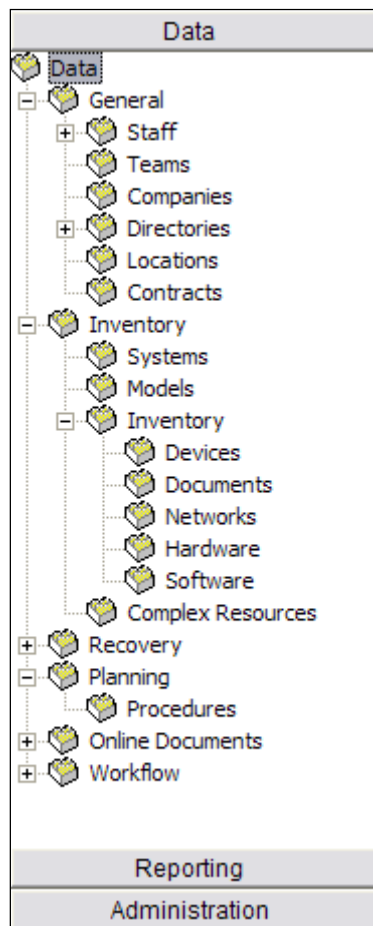 Data
Data
General
Staff
Teams
Companies
Directories
Locations
Contracts
Inventory
Systems
Models
Inventory
Devices
Documents
Networks
Hardware
Software
Complex Resources
Recovery
Planning
Procedures
Online Documents
Workflow
Reporting
Administration